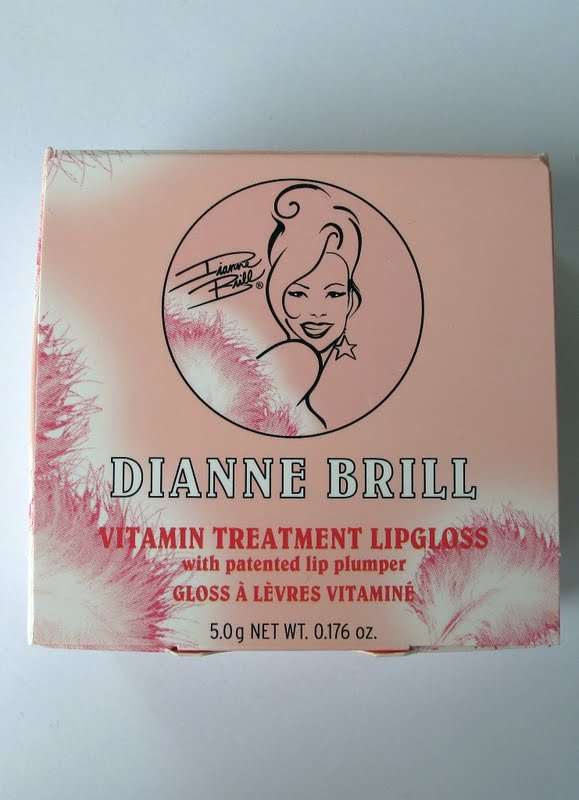 Dianne
Brill ®
DIANNE BRILL
VITAMIN TREATMENT LIPGLOSS
with patented lip plumper
GLOSS À LÈVRES VITAMINÉ
5.0g NET WT. 0.176 oz.